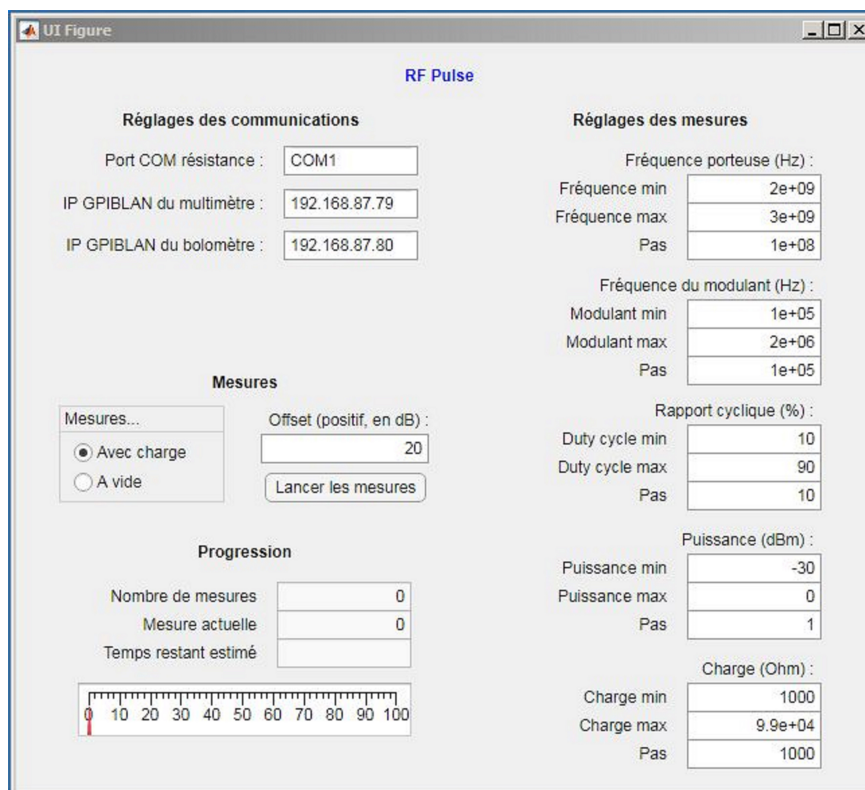 UI Figure
RF Pulse
Réglages des communications
Port COM résistance : COM1
IP GPIBLAN du multimètre : 192.168.87.79
IP GPIBLAN du bolomètre : 192.168.87.80
Mesures
Mesures...
Avec charge
A vide
Offset (positif, en dB) :
20
Lancer les mesures
Progression
Nombre de mesures 0
Mesure actuelle 0
Temps restant estimé
0 10 20 30 40 50 60 70 80 90 100
Réglages des mesures
Fréquence porteuse (Hz) :
Fréquence min 2e+09
Fréquence max 3e+09
Pas 1e+08
Fréquence du modulant (Hz) :
Modulant min 1e+05
Modulant max 2e+06
Pas 1e+05
Rapport cyclique (%) :
Duty cycle min 10
Duty cycle max 90
Pas 10
Puissance (dBm) :
Puissance min -30
Puissance max 0
Pas 1
Charge (Ohm) :
Charge min 1000
Charge max 9.9e+04
Pas 1000